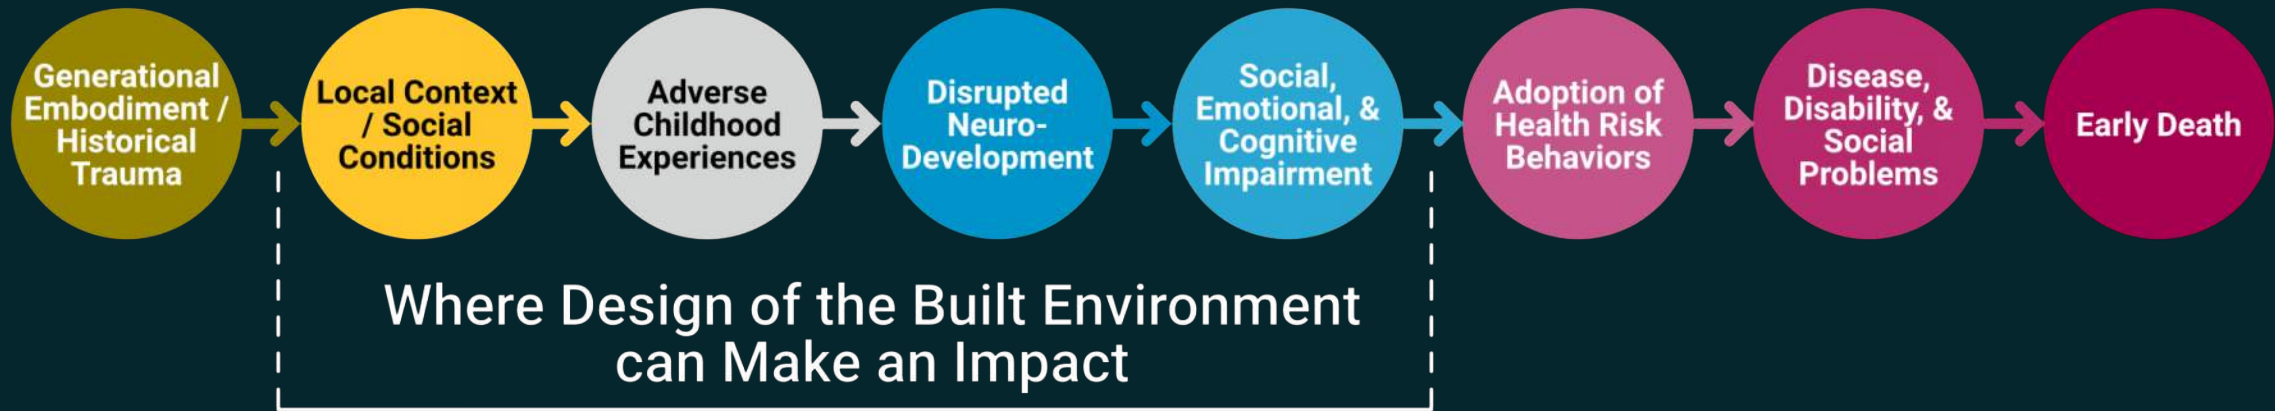 Generational
Embodiment /
Historical
Trauma
Local Context
/ Social
Conditions
Adverse
Childhood
Experiences
Disrupted
Neuro-
Development
Social,
Emotional, &
Cognitive
Impairment
Adoption of
Health Risk
Behaviors
Disease,
Disability, &
Social
Problems
Early Death
Where Design of the Built Environment
can Make an Impact